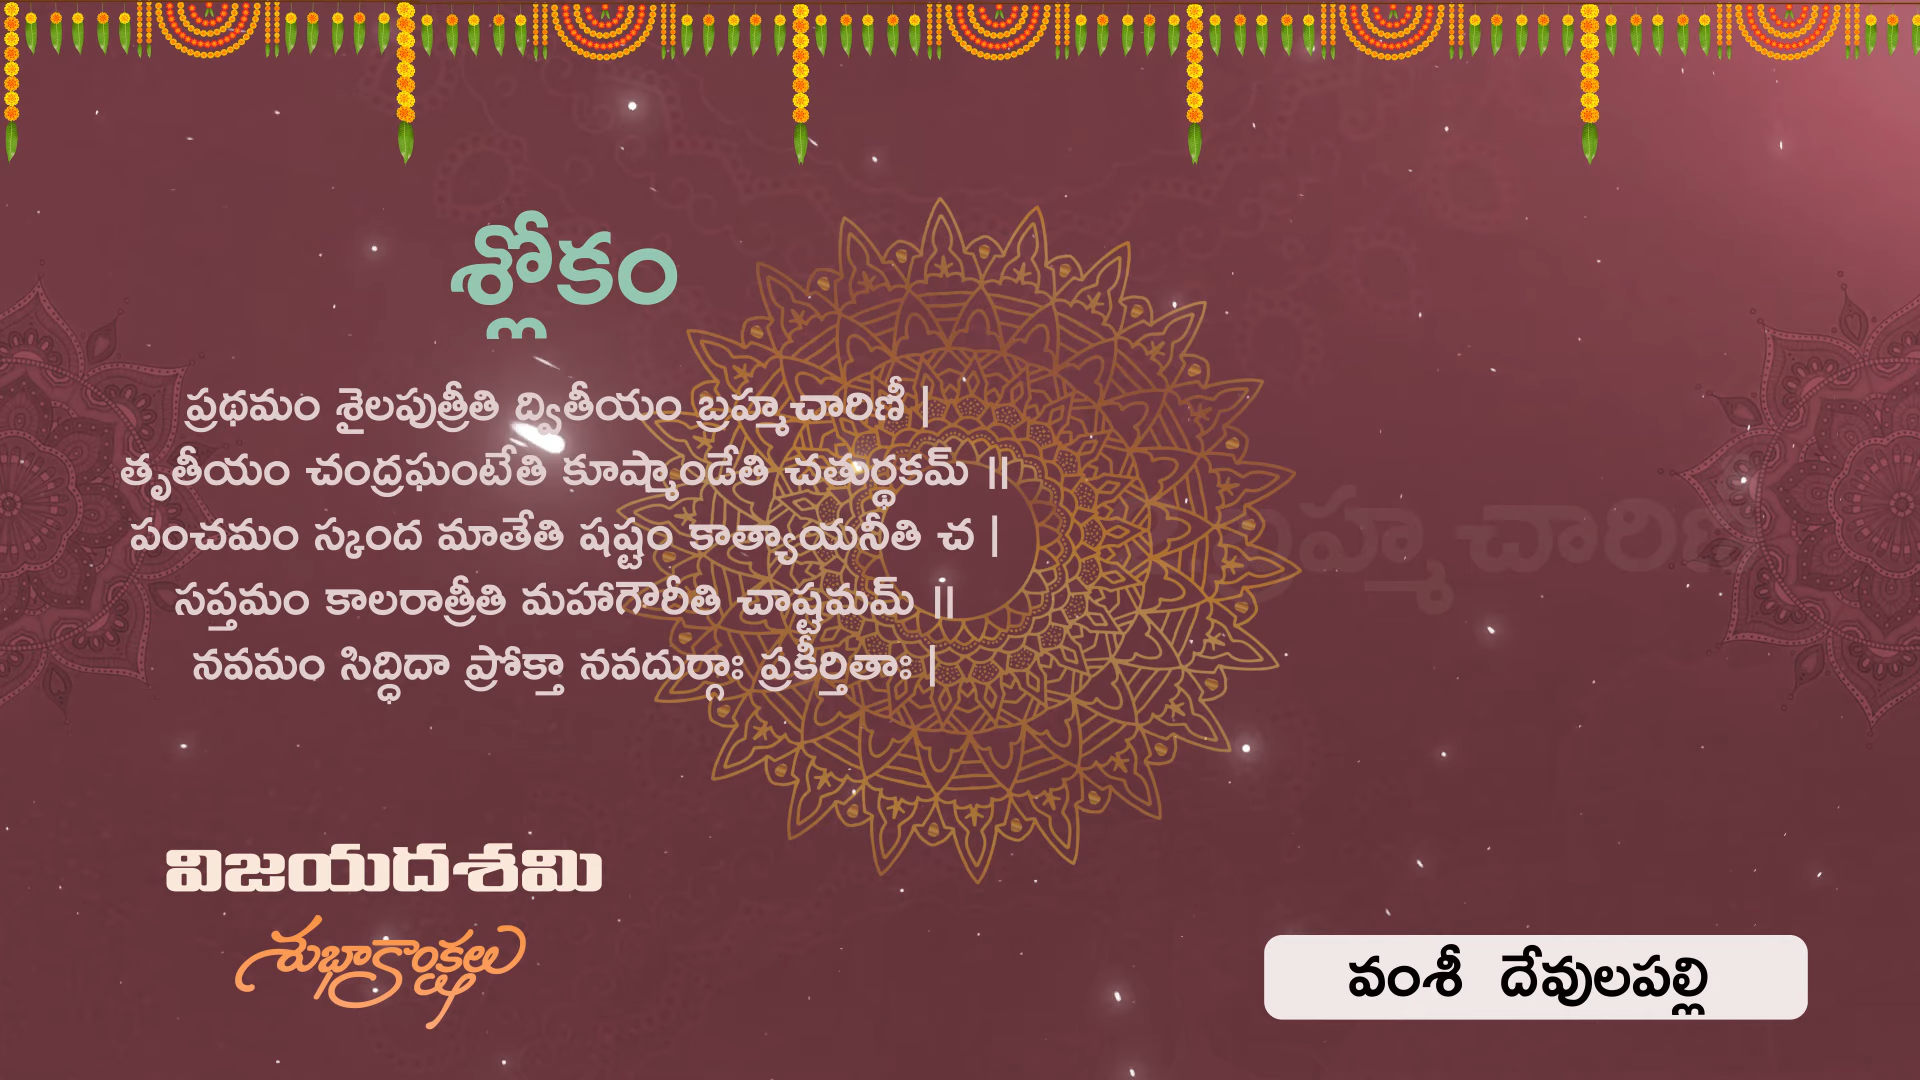 శ్లోకం
ప్రథమం శైలపుత్రీతి ద్వితీయం బ్రహ్మచారిణీ |
తృతీయం చంద్రఘంటేతి కూష్మాండేతి చతుర్థకమ్ ||
పంచమం స్కంద మాతేతి షష్టం కాత్యాయనీతి చ |
సప్తమం కాలరాత్రీతి మహాగౌరీతి చాష్టమమ్ ||
నవమం సిద్ధిదా ప్రోక్తా నవదుర్గాః ప్రకీర్తితాః |
బ్రహ్మ చారిణి
విజయదశమి
శుభాకాంక్షలు
వంశీ దేవులపల్లి